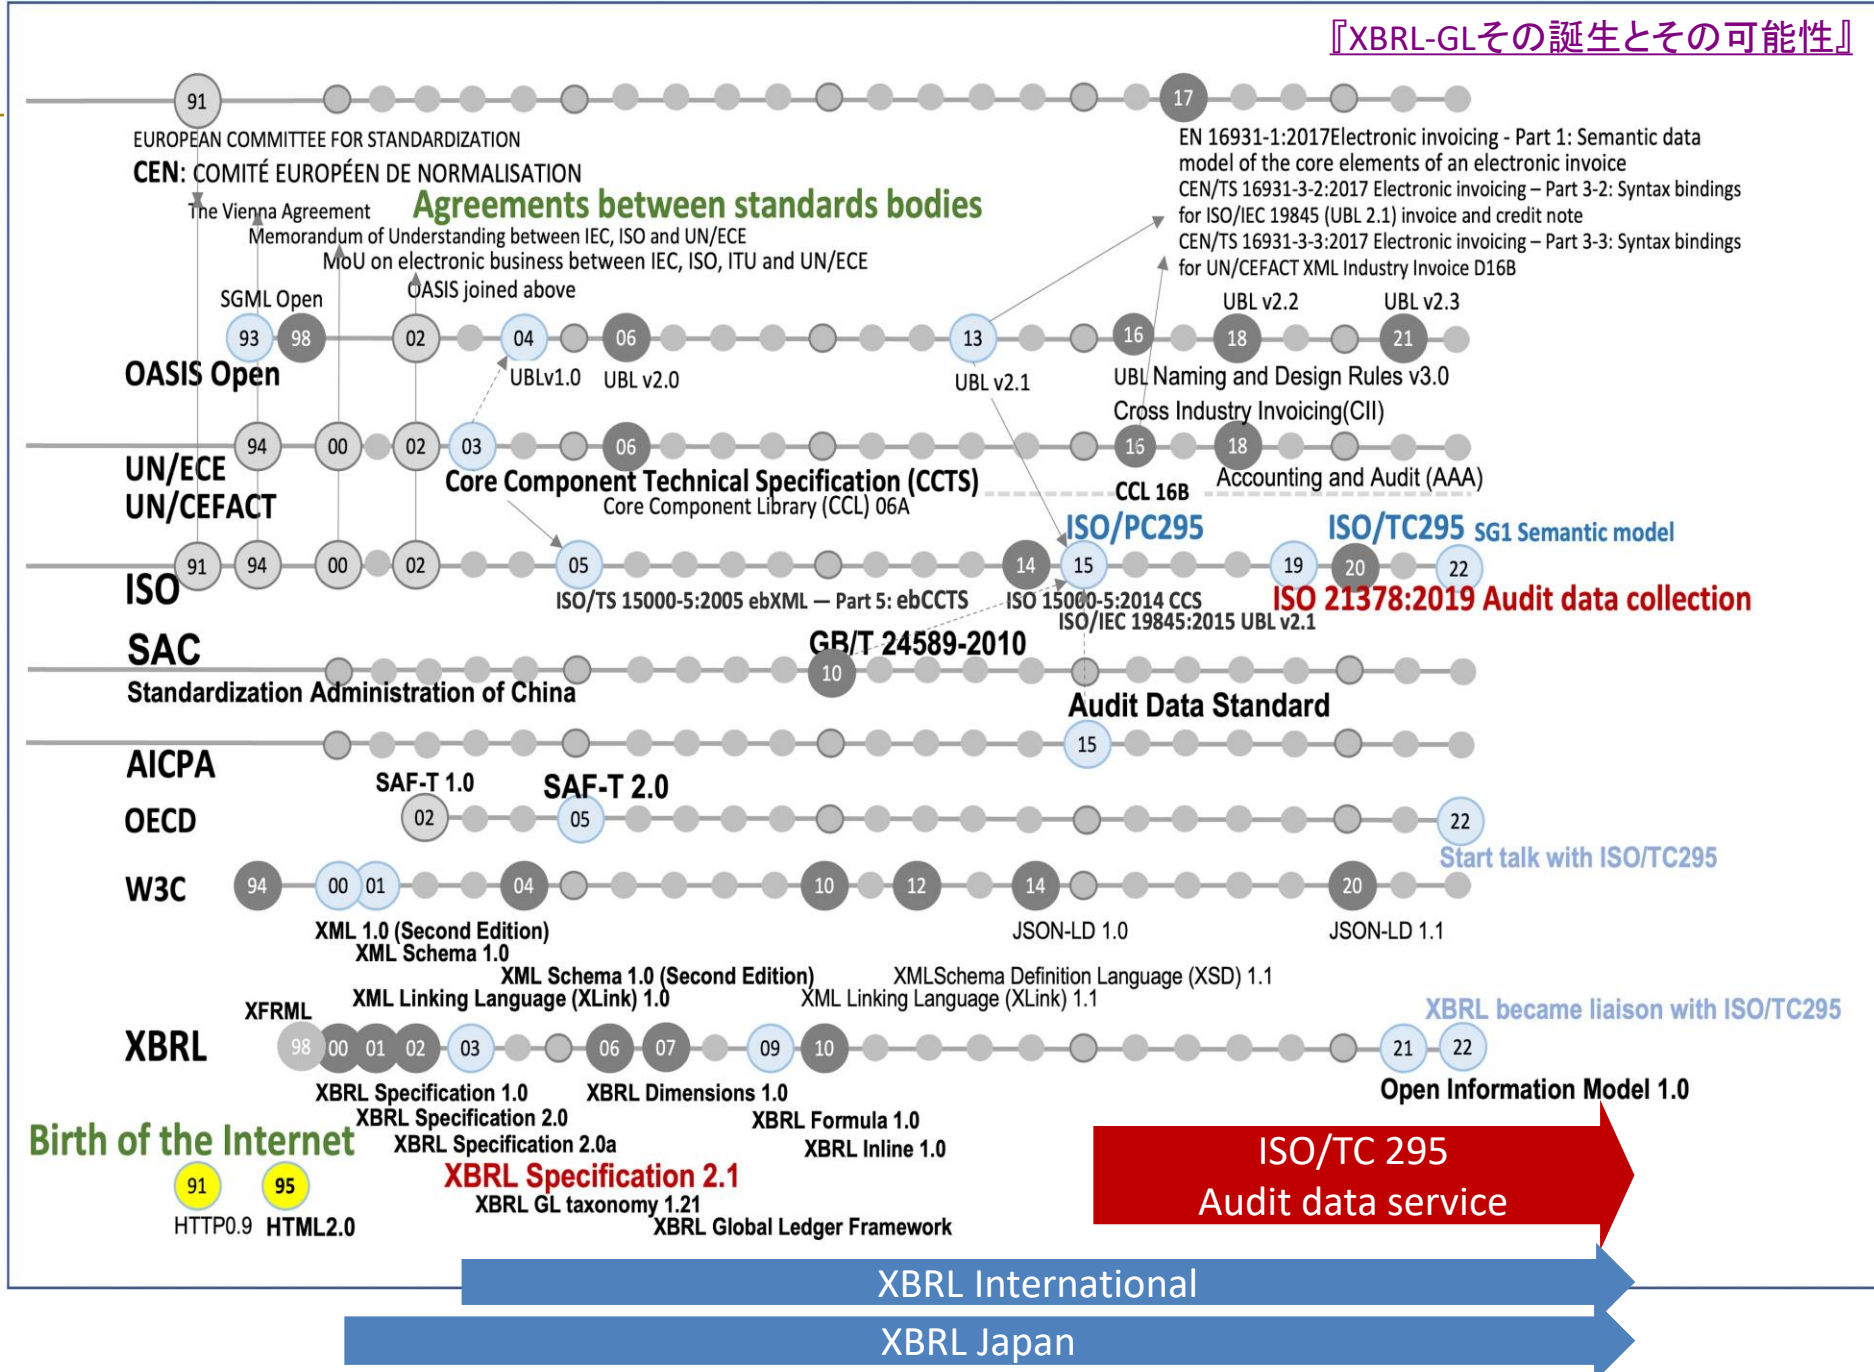 『XBRL-GLその誕生とその可能性』
91
17
EUROPEAN COMMITTEE FOR STANDARDIZATION
CEN: COMITÉ EUROPÉEN DE NORMALISATION
EN 16931-1:2017Electronic invoicing - Part 1: Semantic data
model of the core elements of an electronic invoice
CEN/TS 16931-3-2:2017 Electronic invoicing – Part 3-2: Syntax bindings
for ISO/IEC 19845 (UBL 2.1) invoice and credit note
CEN/TS 16931-3-3:2017 Electronic invoicing – Part 3-3: Syntax bindings
for UN/CEFACT XML Industry Invoice D16B
The Vienna Agreement
Agreements between standards bodies
Memorandum of Understanding between IEC, ISO and UN/ECE
MoU on electronic business between IEC, ISO, ITU and UN/ECE
OASIS joined above
SGML Open
UBL v2.2
UBL v2.3
93
98
02
04
06
13
16
18
21
OASIS Open
UBLv1.0
UBL v2.0
UBL v2.1
UBL Naming and Design Rules v3.0
Cross Industry Invoicing(CII)
94
00
02
03
06
16
18
UN/ECE
UN/CEFACT
Core Component Technical Specification (CCTS)
Core Component Library (CCL) 06A
CCL 16B
Accounting and Audit (AAA)
ISO/PC295
ISO/TC295 SG1 Semantic model
91
94
00
02
05
14
15
19
20
22
ISO
ISO/TS 15000-5:2005 ebXML — Part 5: ebCCTS
ISO 15000-5:2014 CCS
ISO/IEC 19845:2015 UBL v2.1
ISO 21378:2019 Audit data collection
SAC
GB/T 24589-2010
10
Standardization Administration of China
Audit Data Standard
15
AICPA
SAF-T 1.0
SAF-T 2.0
OECD
02
05
22
Start talk with ISO/TC295
W3C
94
00
01
04
10
12
14
20
XML 1.0 (Second Edition)
XML Schema 1.0
JSON-LD 1.0
JSON-LD 1.1
XML Schema 1.0 (Second Edition)
XMLSchema Definition Language (XSD) 1.1
XML Linking Language (XLink) 1.0
XML Linking Language (XLink) 1.1
XFRML
XBRL became liaison with ISO/TC295
XBRL
98
00
01
02
03
06
07
09
10
21
22
XBRL Specification 1.0
XBRL Dimensions 1.0
Open Information Model 1.0
XBRL Specification 2.0
XBRL Formula 1.0
XBRL Specification 2.0a
XBRL Inline 1.0
Birth of the Internet
XBRL Specification 2.1
91
95
XBRL GL taxonomy 1.21
HTTP0.9
HTML2.0
XBRL Global Ledger Framework
ISO/TC 295
Audit data service
XBRL International
XBRL Japan